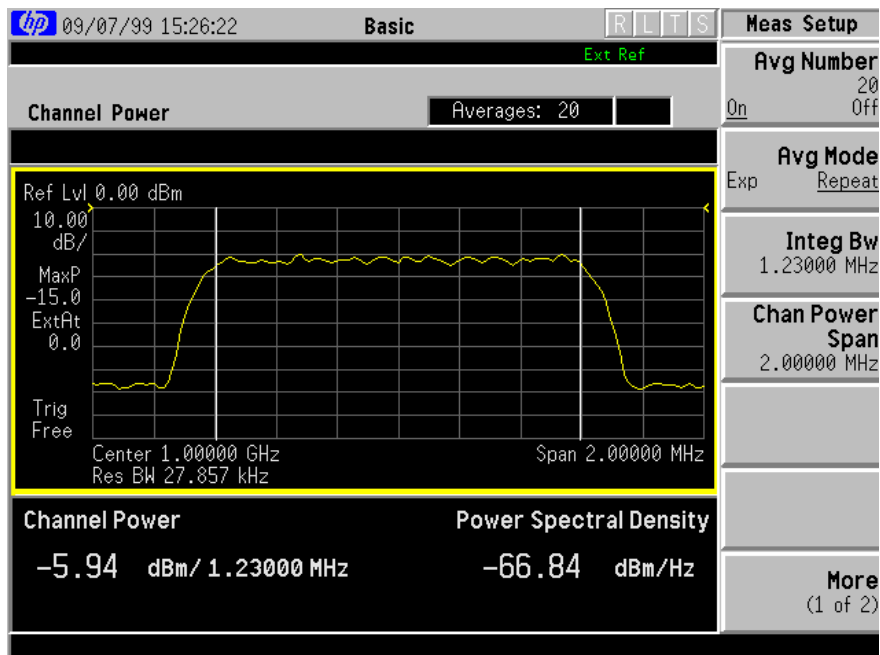 hp 09/07/99 15:26:22 Basic R L T S
Ext Ref
Channel Power Averages: 20
Ref Lvl 0.00 dBm
10.00
dB/
MaxP
-15.0
ExtAt
0.0
Trig
Free
Center 1.00000 GHz Span 2.00000 MHz
Res BW 27.857 kHz
Channel Power Power Spectral Density
-5.94 dBm/ 1.23000 MHz -66.84 dBm/Hz
Meas Setup
Avg Number
20
On Off
Avg Mode
Exp Repeat
Integ Bw
1.23000 MHz
Chan Power
Span
2.00000 MHz
More
(1 of 2)